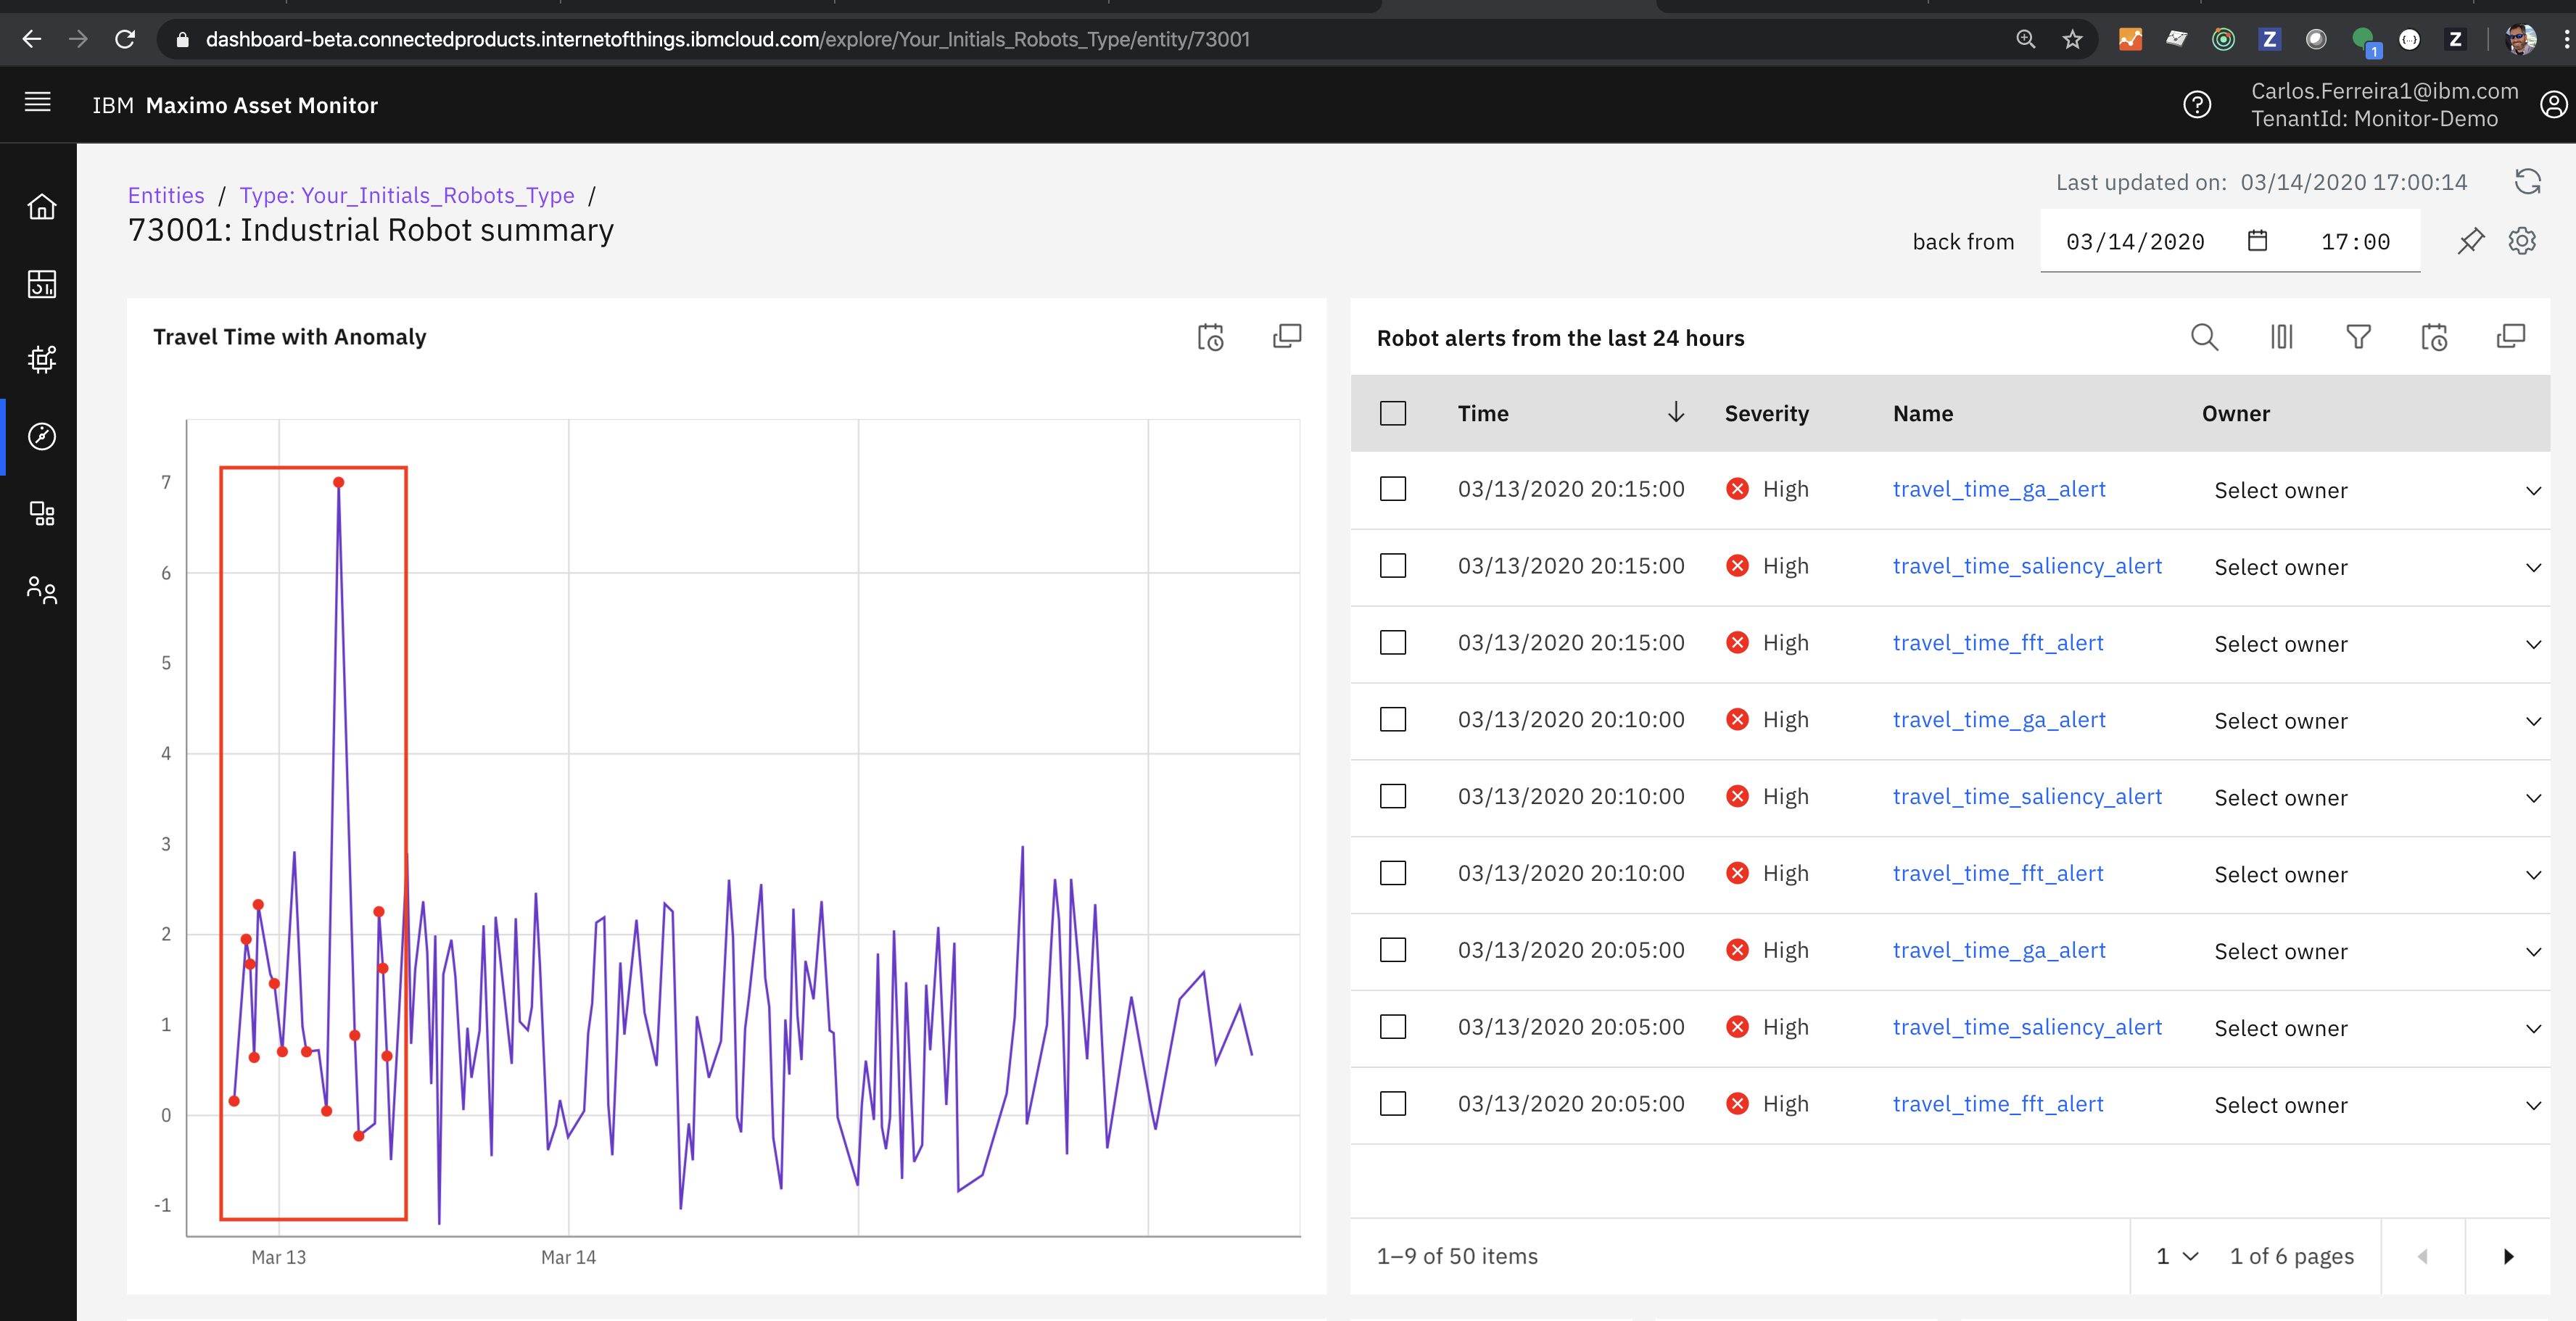 dashboard-beta.connectedproducts.internetofthings.ibmcloud.com/explore/Your_Initials_Robots_Type/entity/73001
Z
1
Z
IBM Maximo Asset Monitor
Carlos.Ferreira1@ibm.com
TenantId: Monitor-Demo
Entities / Type: Your_Initials_Robots_Type /
73001: Industrial Robot summary
Last updated on: 03/14/2020 17:00:14
back from 03/14/2020 17:00
Travel Time with Anomaly
7
6
5
4
3
2
1
0
-1
Mar 13 Mar 14
Robot alerts from the last 24 hours
Time Severity Name Owner
03/13/2020 20:15:00 High travel_time_ga_alert Select owner
03/13/2020 20:15:00 High travel_time_saliency_alert Select owner
03/13/2020 20:15:00 High travel_time_fft_alert Select owner
03/13/2020 20:10:00 High travel_time_ga_alert Select owner
03/13/2020 20:10:00 High travel_time_saliency_alert Select owner
03/13/2020 20:10:00 High travel_time_fft_alert Select owner
03/13/2020 20:05:00 High travel_time_ga_alert Select owner
03/13/2020 20:05:00 High travel_time_saliency_alert Select owner
03/13/2020 20:05:00 High travel_time_fft_alert Select owner
1–9 of 50 items 1 1 of 6 pages